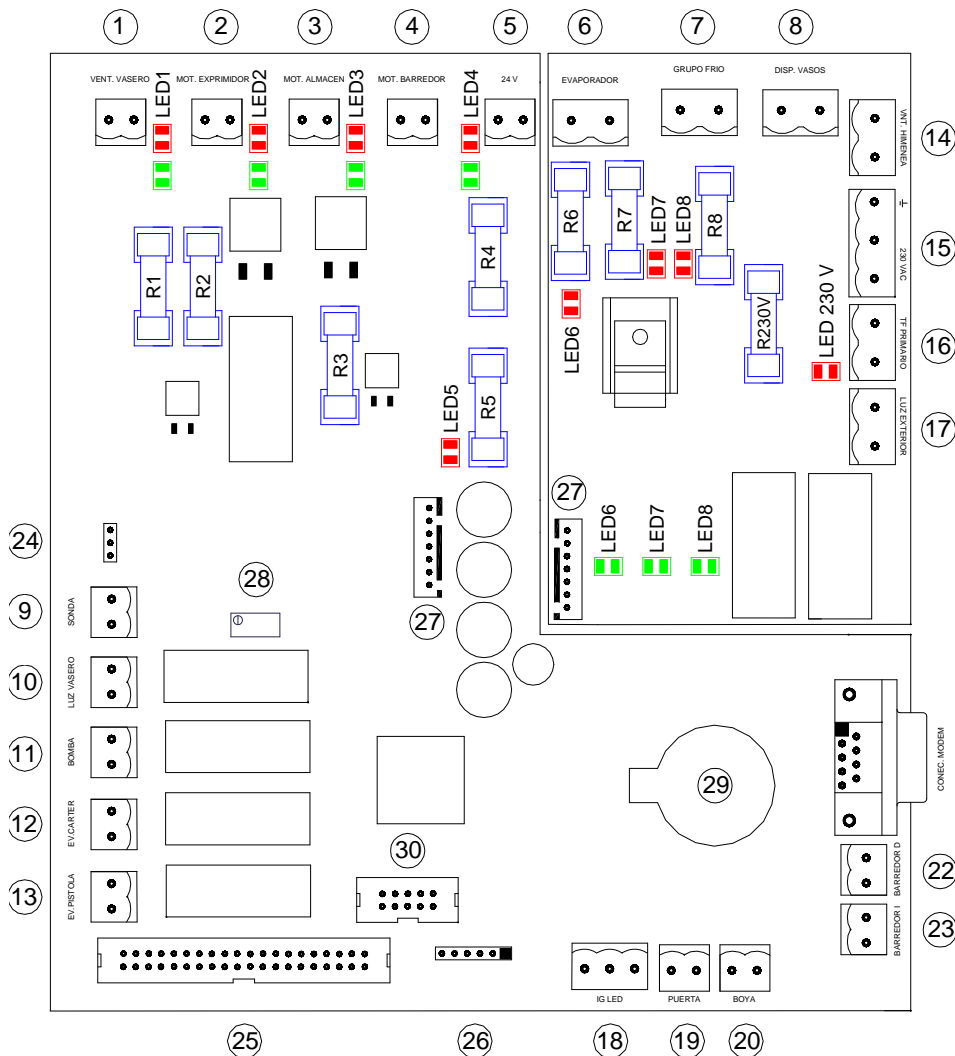 1
2
3
4
5
6
7
8
VENT. VASERO
MOT. EXPRIMIDOR
MOT. ALMACEN
MOT. BARREDOR
24 V
EVAPORADOR
GRUPO FRIO
DISP. VASOS
LED1
LED2
LED3
LED4
VNT. HIMENEA
14
R1
R2
R3
R4
R5
LED5
R6
R7
R8
LED7
LED8
LED6
R230V
LED 230 V
230 VAC
15
TF.PRIMARIO
16
LUZ EXTERIOR
17
27
LED6
LED7
LED8
24
28
27
9
SONDA
10
LUZ VASERO
11
BOMBA
12
EV.CARTER
13
EV.PISTOLA
29
30
CONEC. MODEM
BARREDOR D
22
BARREDOR I
23
IG LED
PUERTA
BOYA
25
26
18
19
20